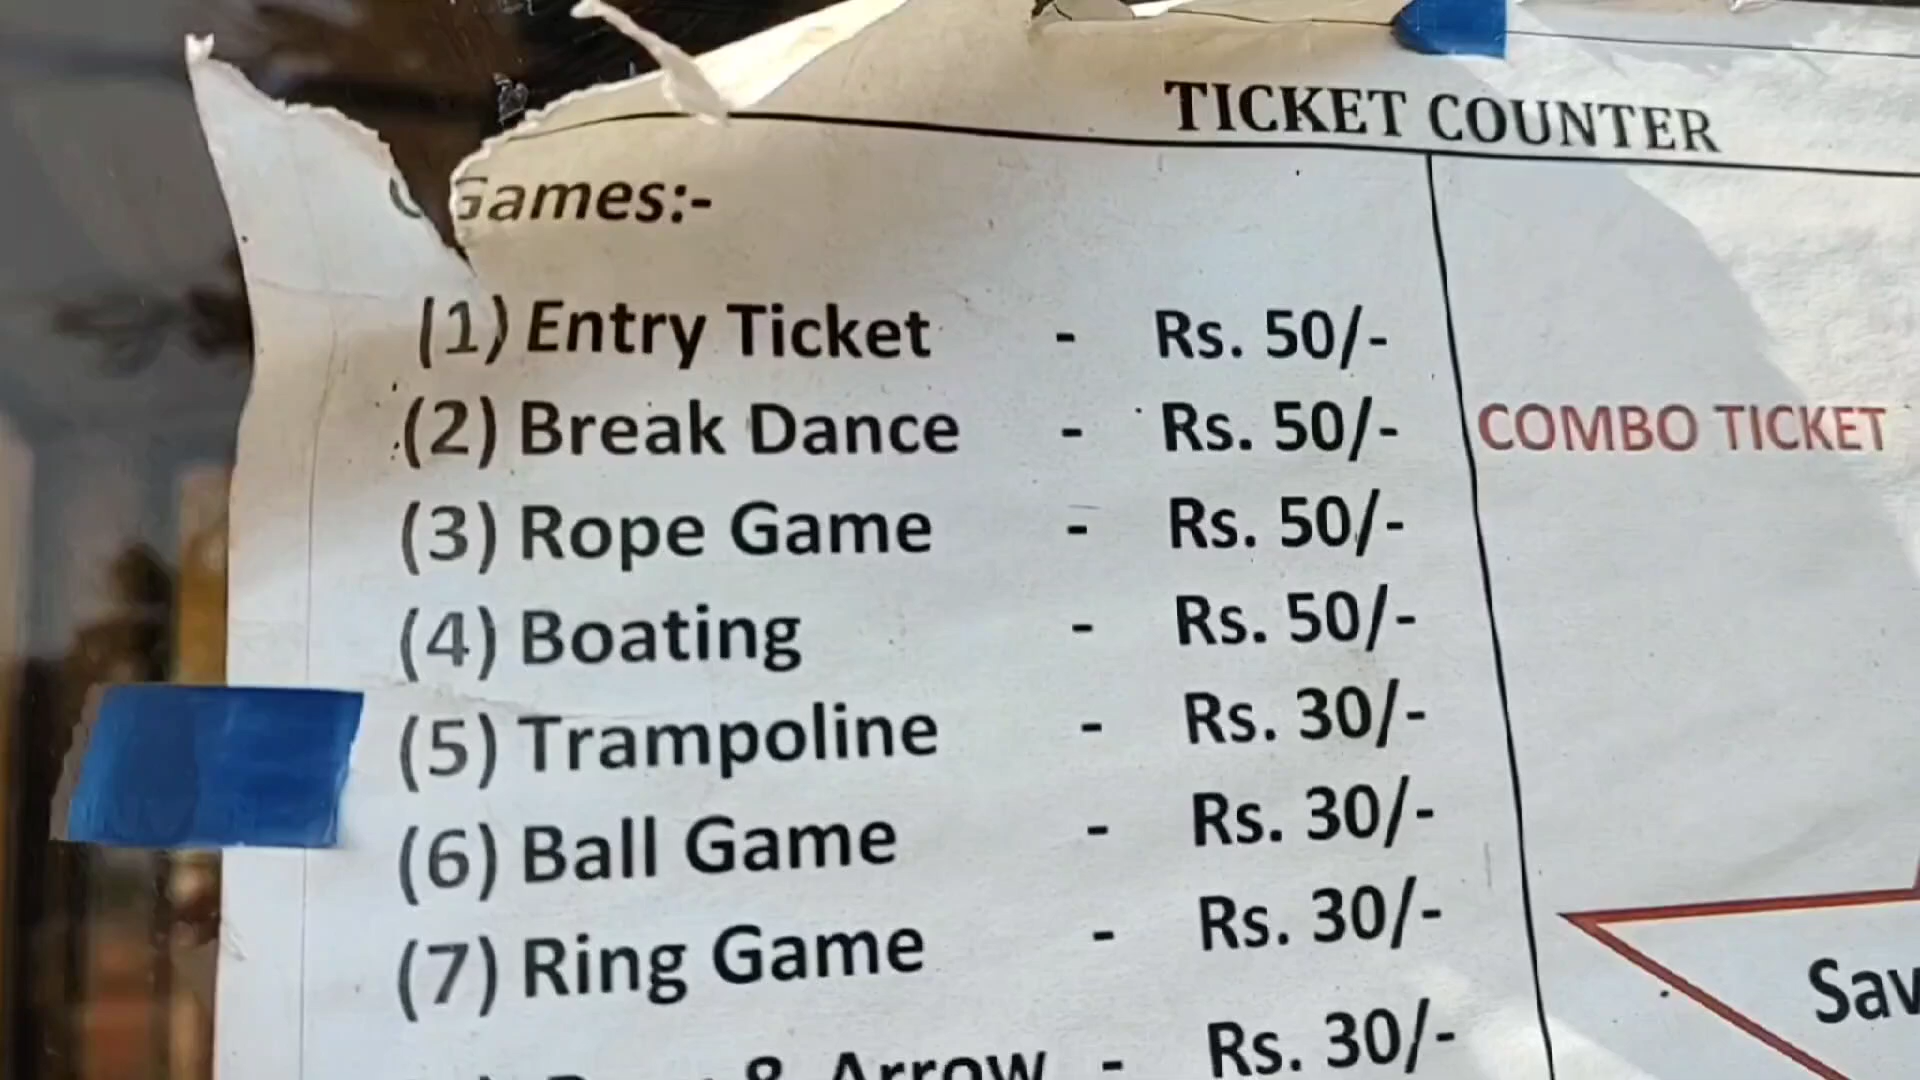 TICKET COUNTER
Games:-
(1) Entry Ticket - Rs. 50/-
(2) Break Dance - Rs. 50/-
COMBO TICKET
(3) Rope Game - Rs. 50/-
(4) Boating - Rs. 50/-
(5) Trampoline - Rs. 30/-
(6) Ball Game - Rs. 30/-
(7) Ring Game - Rs. 30/-
& Arrow - Rs. 30/-